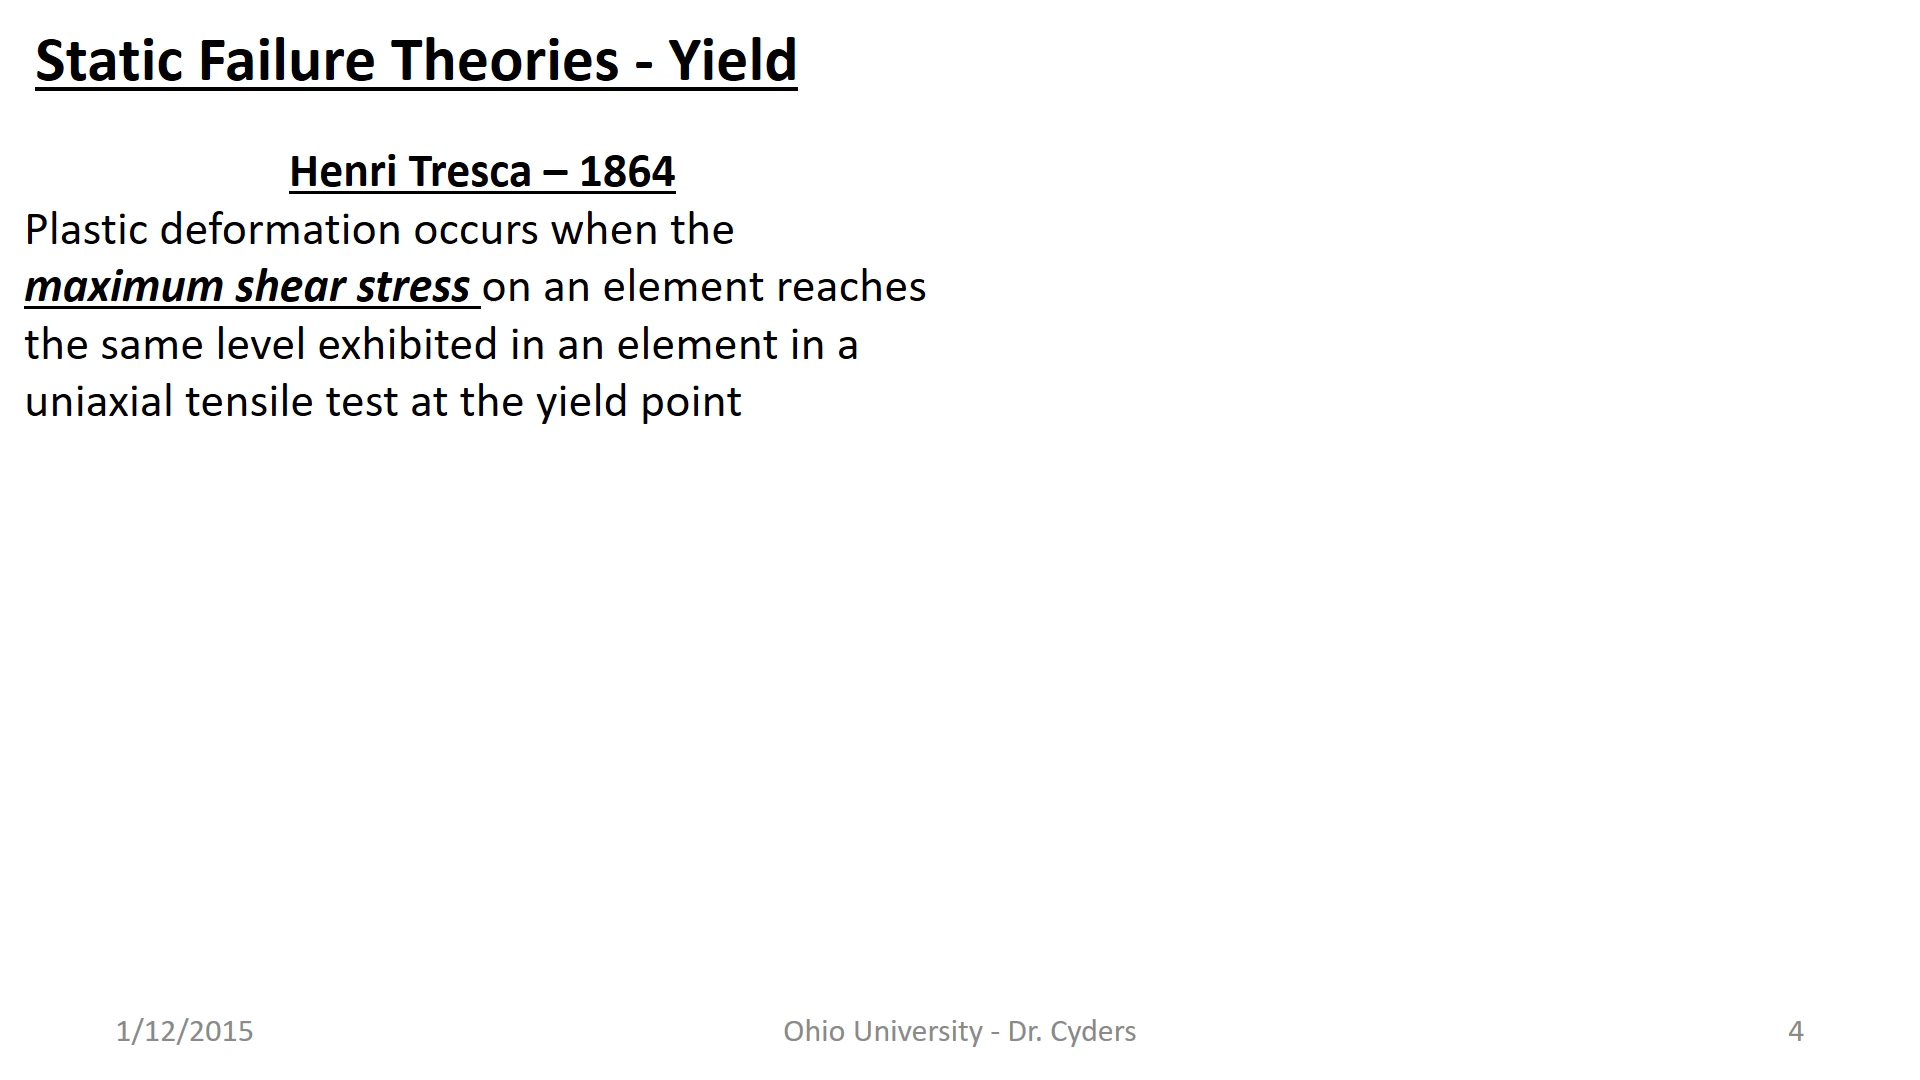 Static Failure Theories - Yield
Henri Tresca – 1864
Plastic deformation occurs when the
maximum shear stress on an element reaches
the same level exhibited in an element in a
uniaxial tensile test at the yield point
1/12/2015
Ohio University - Dr. Cyders
4